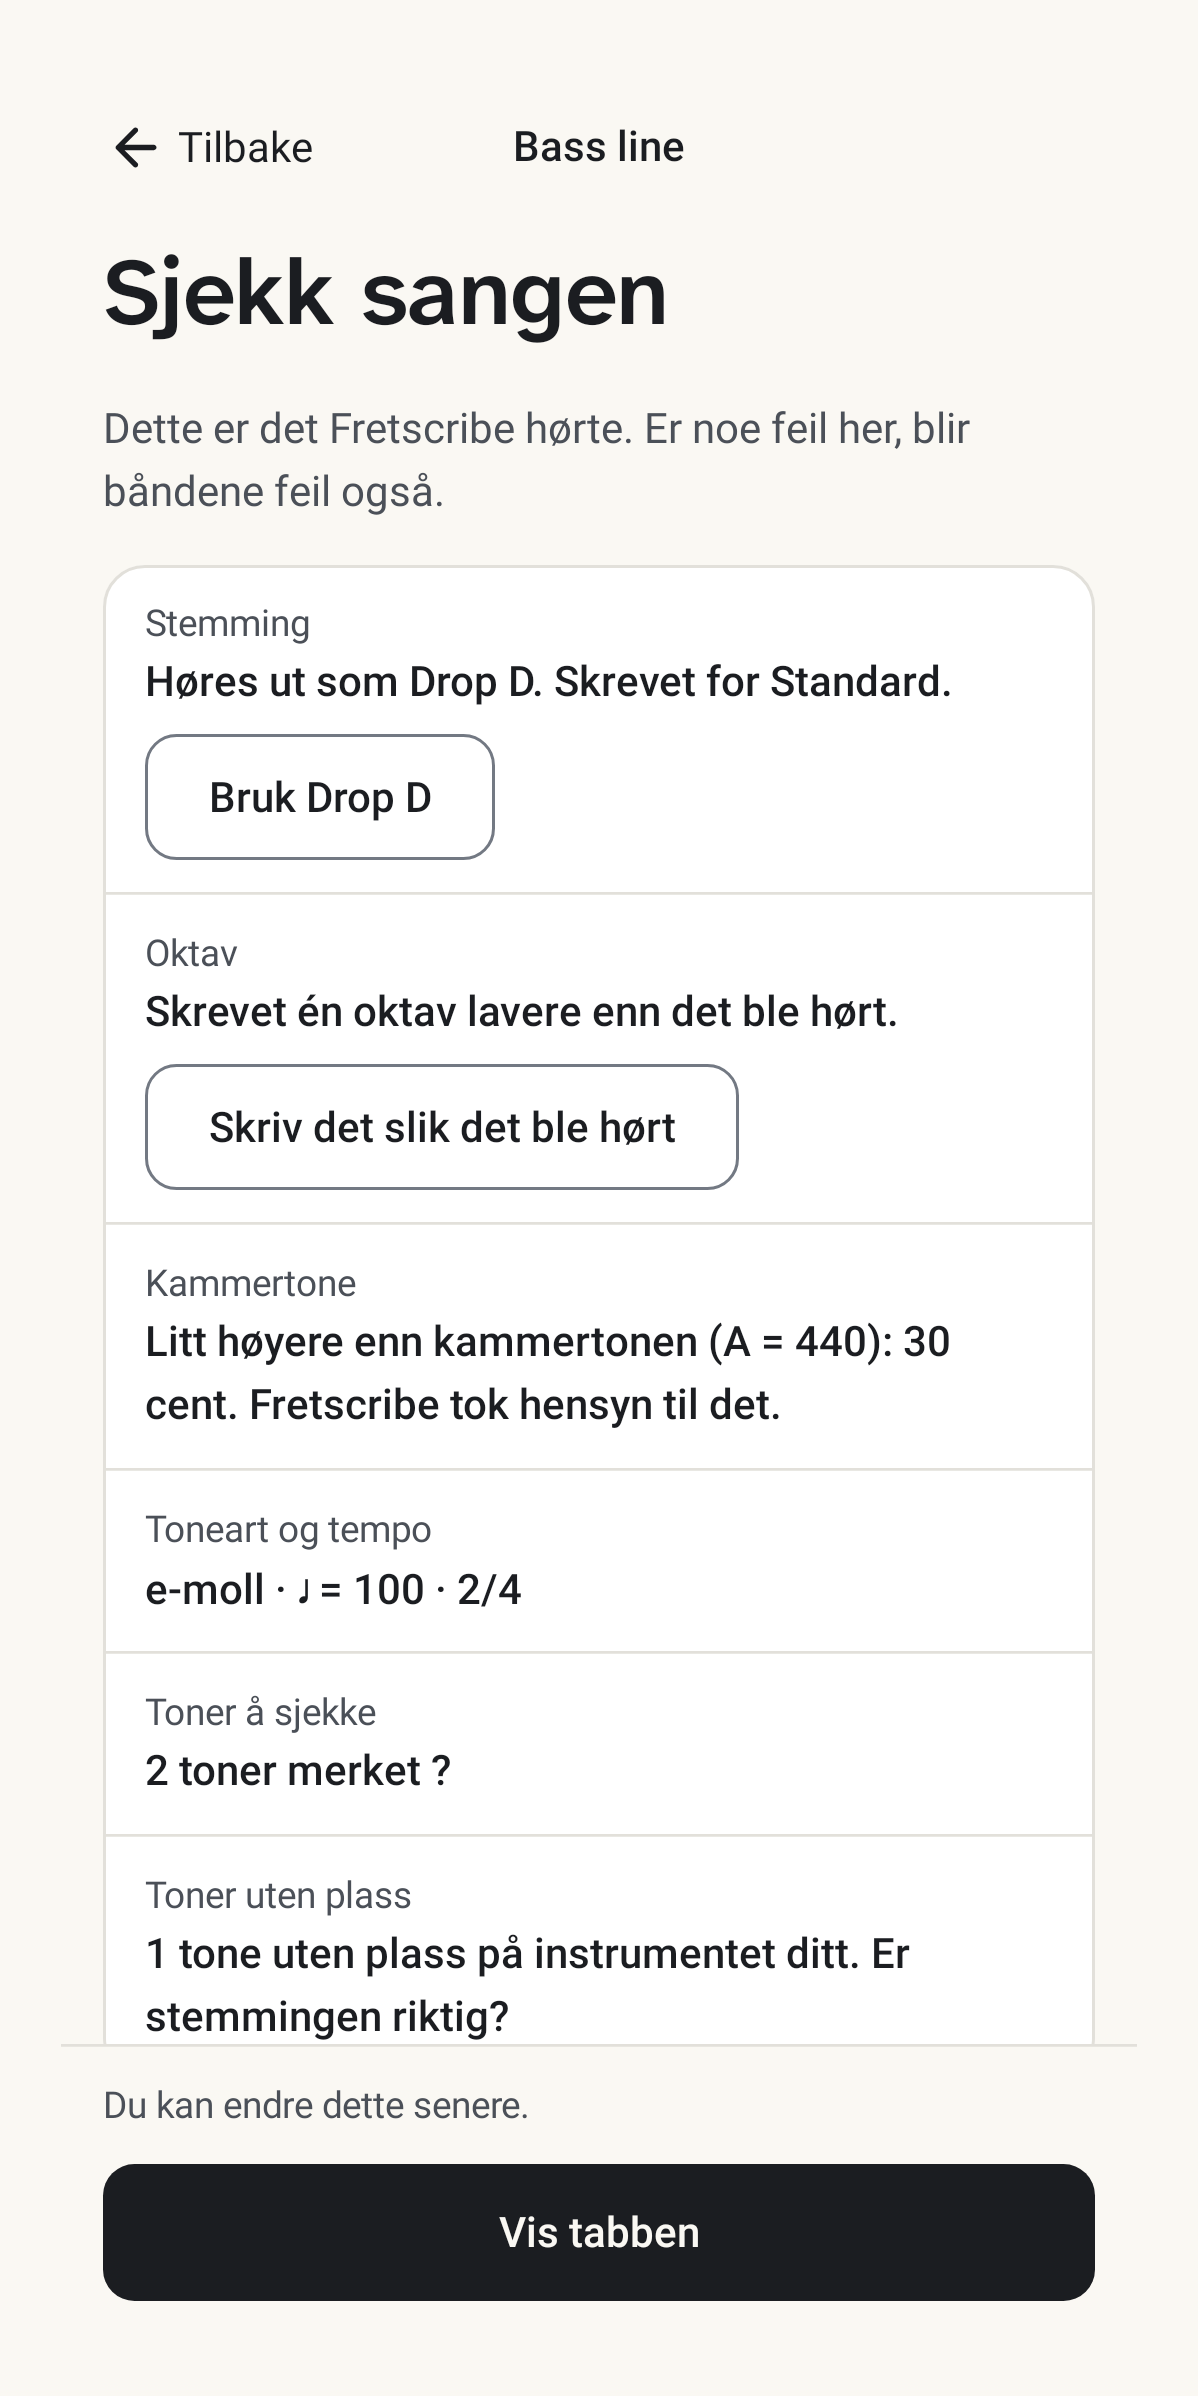 Tilbake
Bass line
Sjekk sangen
Dette er det Fretscribe hørte. Er noe feil her, blir
båndene feil også.
Stemming
Høres ut som Drop D. Skrevet for Standard.
Bruk Drop D
Oktav
Skrevet én oktav lavere enn det ble hørt.
Skriv det slik det ble hørt
Kammertone
Litt høyere enn kammertonen (A = 440): 30
cent. Fretscribe tok hensyn til det.
Toneart og tempo
e-moll · ♩ = 100 · 2/4
Toner å sjekke
2 toner merket ?
Toner uten plass
1 tone uten plass på instrumentet ditt. Er
stemmingen riktig?
Du kan endre dette senere.
Vis tabben